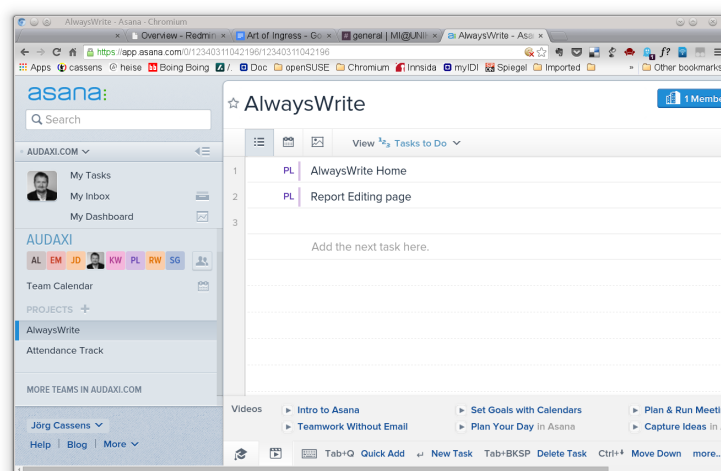 AlwaysWrite - Asana - Chromium
Overview - Redmin
Art of Ingress - Go
general | MI@UNI
AlwaysWrite - Asa
https://app.asana.com/0/12340311042196/12340311042196
Apps cassens heise Boing Boing /. Doc openSUSE Chromium Innsida myIDI Spiegel Imported » Other bookmarks
asana:
Search
AlwaysWrite
1 Membe
AUDAXI.COM
View Tasks to Do
My Tasks
My Inbox
My Dashboard
1 PL AlwaysWrite Home
2 PL Report Editing page
3
Add the next task here.
AUDAXI
AL EM JD KW PL RW SG
Team Calendar
PROJECTS +
AlwaysWrite
Attendance Track
MORE TEAMS IN AUDAXI.COM
Jörg Cassens
Help Blog More
Videos
Intro to Asana
Set Goals with Calendars
Plan & Run Meeti
Teamwork Without Email
Plan Your Day in Asana
Capture Ideas in
Tab+Q Quick Add ↵ New Task Tab+BKSP Delete Task Ctrl+ Move Down more..